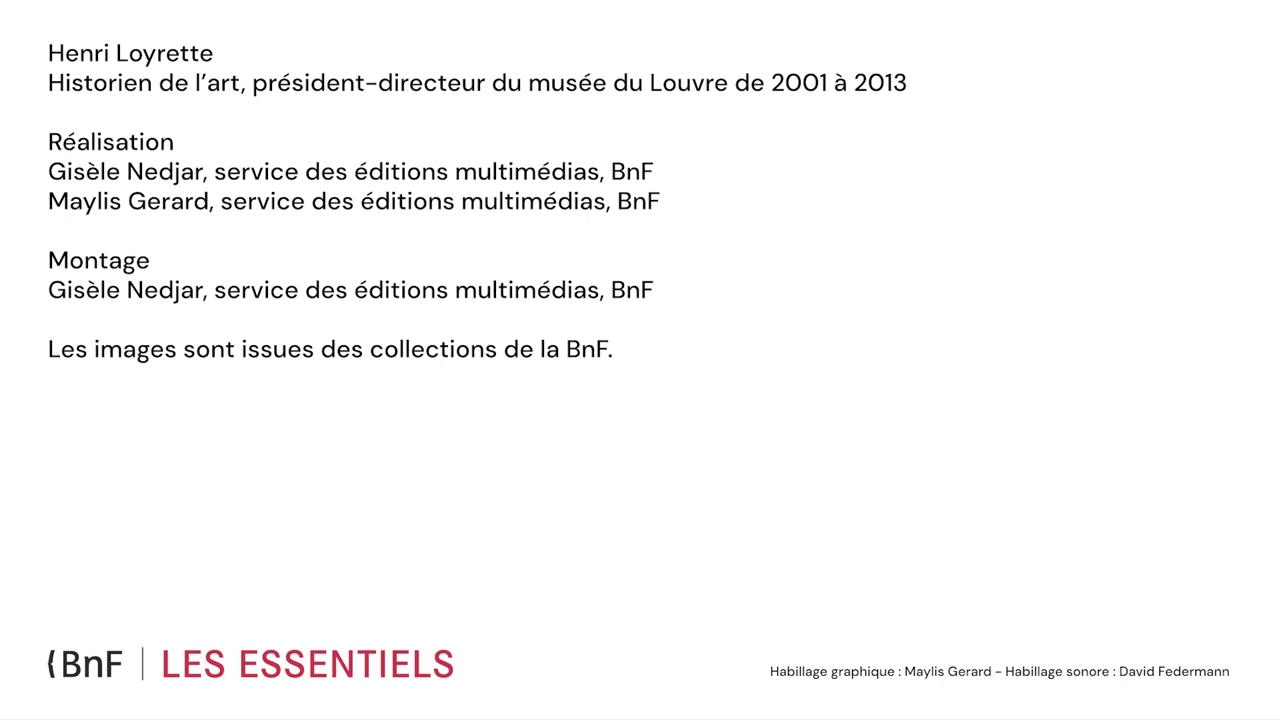 Henri Loyrette
Historien de l’art, président-directeur du musée du Louvre de 2001 à 2013
Réalisation
Gisèle Nedjar, service des éditions multimédias, BnF
Maylis Gerard, service des éditions multimédias, BnF
Montage
Gisèle Nedjar, service des éditions multimédias, BnF
Les images sont issues des collections de la BnF.
BnF | LES ESSENTIELS
Habillage graphique : Maylis Gerard - Habillage sonore : David Federmann